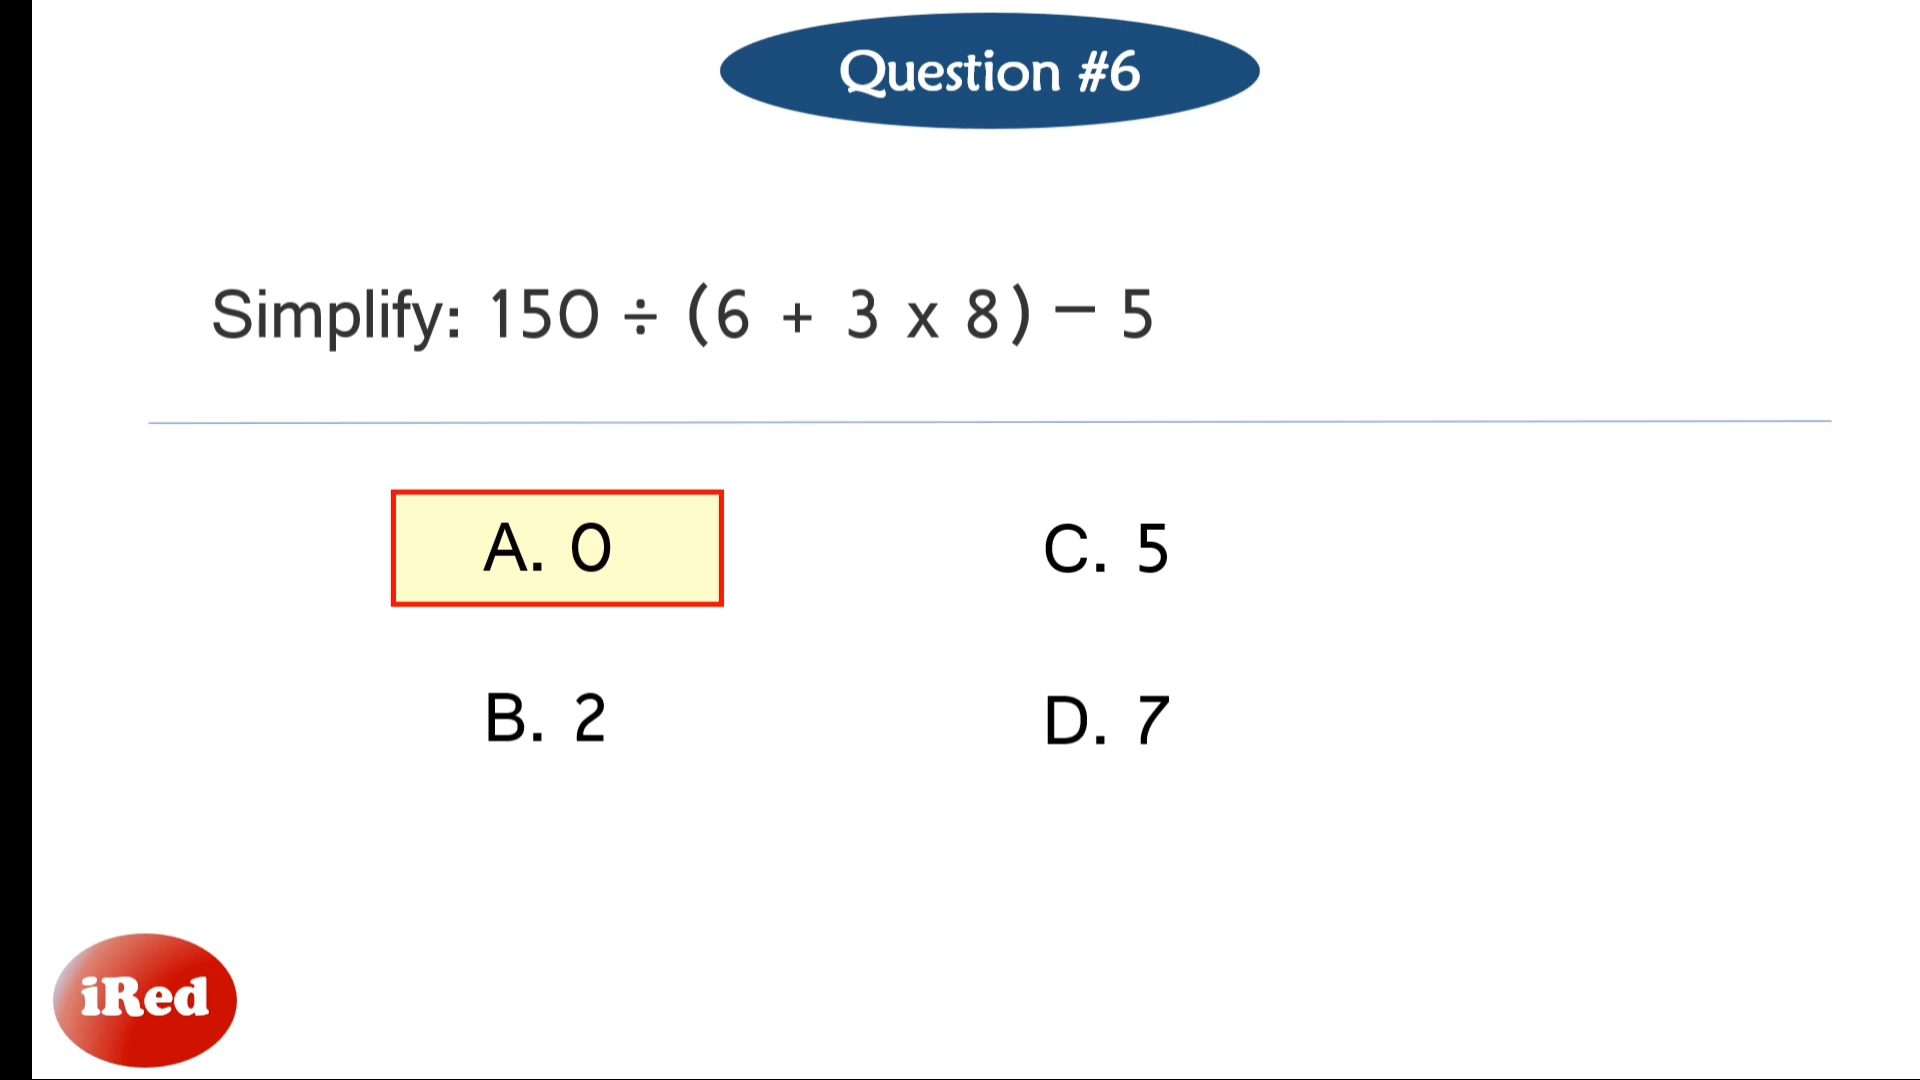 Question #6
Simplify: 150 ÷ (6 + 3 x 8) − 5
A. 0
C. 5
B. 2
D. 7
iRed